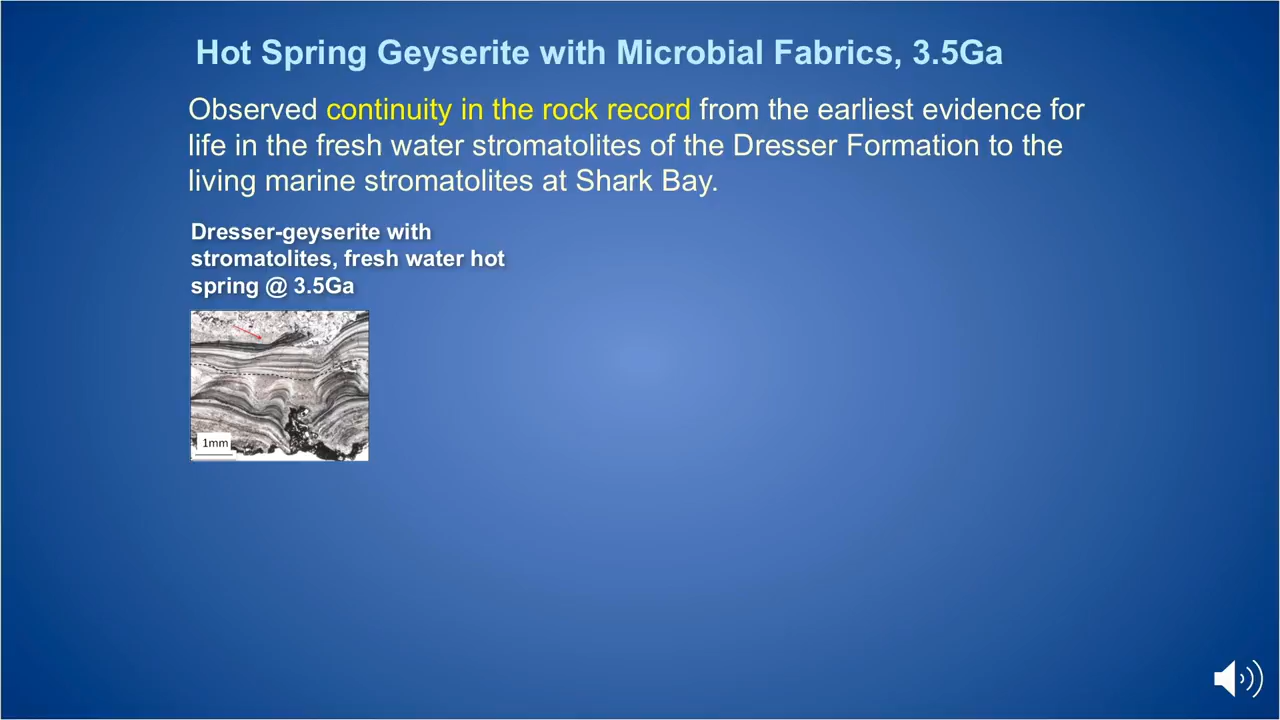 Hot Spring Geyserite with Microbial Fabrics, 3.5Ga
Observed continuity in the rock record from the earliest evidence for
life in the fresh water stromatolites of the Dresser Formation to the
living marine stromatolites at Shark Bay.
Dresser-geyserite with
stromatolites, fresh water hot
spring @ 3.5Ga
1mm